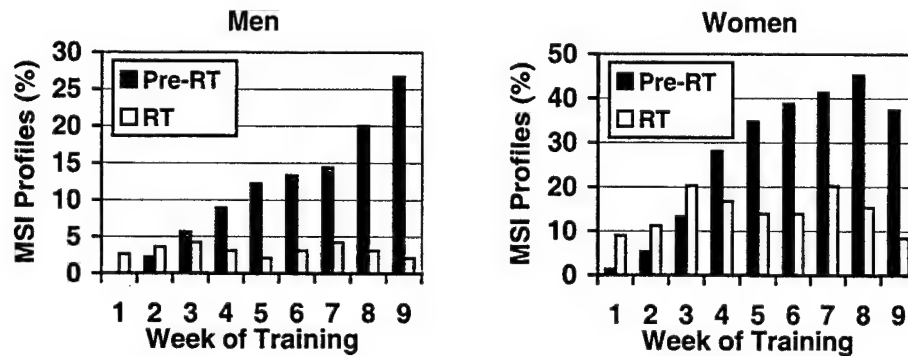 Men
MSI Profiles (%)
30
25
20
15
10
5
0
Pre-RT
RT
1 2 3 4 5 6 7 8 9
Week of Training
Women
MSI Profiles (%)
50
40
30
20
10
0
Pre-RT
RT
1 2 3 4 5 6 7 8 9
Week of Training